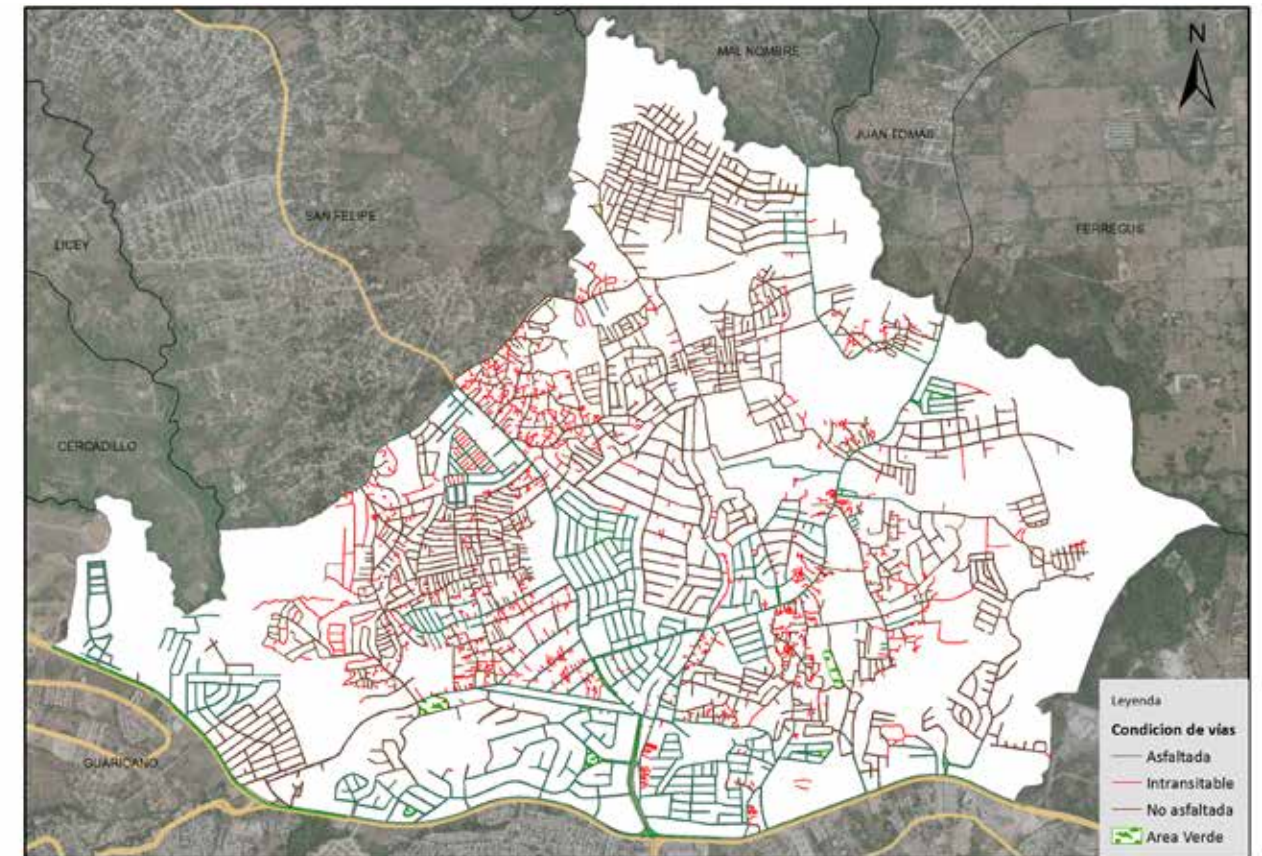 N
MAL NOMBRE
JUAN TOMAS
SAN FELIPE
FERREGUS
LICEY
CERCADILLO
GUARICANO
Leyenda
Condicion de vías
Asfaltada
Intransitable
No asfaltada
Area Verde